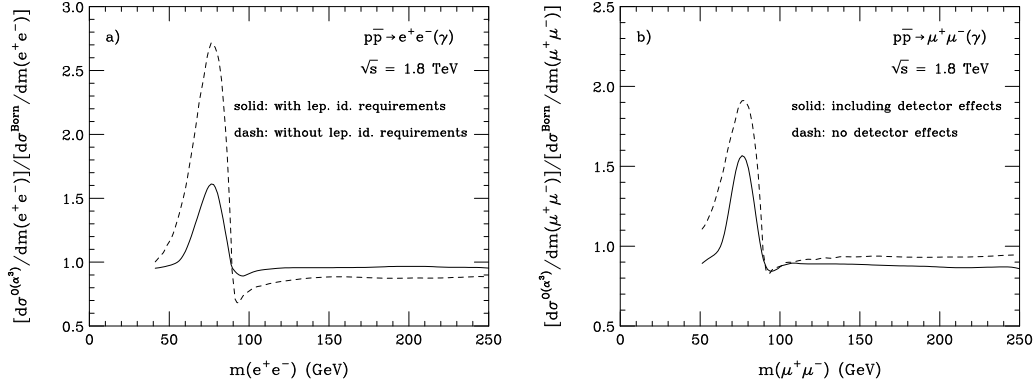 [dσ^O(α³)/dm(e⁺e⁻)]/[dσ^Born/dm(e⁺e⁻)]
3.0
2.5
2.0
1.5
1.0
0.5
a)
pp̅→e⁺e⁻(γ)
√s = 1.8 TeV
solid: with lep. id. requirements
dash: without lep. id. requirements
0 50 100 150 200 250
m(e⁺e⁻) (GeV)
[dσ^O(α³)/dm(μ⁺μ⁻)]/[dσ^Born/dm(μ⁺μ⁻)]
2.5
2.0
1.5
1.0
0.5
b)
pp̅→μ⁺μ⁻(γ)
√s = 1.8 TeV
solid: including detector effects
dash: no detector effects
0 50 100 150 200 250
m(μ⁺μ⁻) (GeV)